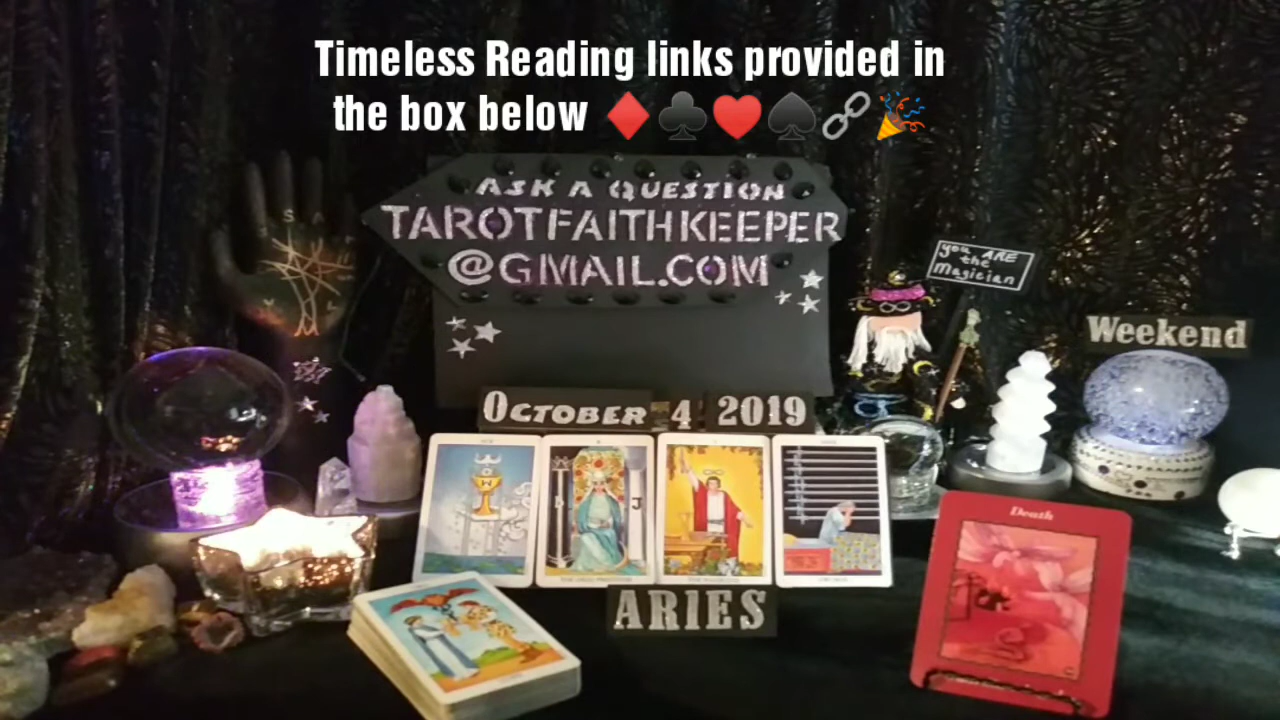 Timeless Reading links provided in
the box below ♦️♣️♥️♠️🔗🎉
ASK A QUESTION
TAROTFAITHKEEPER
@GMAIL.COM
S A
you ARE
the
Magician
Weekend
OCTOBER 4 2019
B J
Death
ARIES